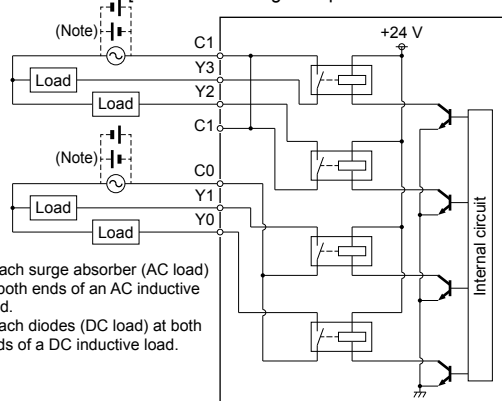 +24 V
(Note)
C1
Y3
Load
Y2
Load
C1
(Note)
C0
Y1
Load
Y0
Load
Internal circuit
ach surge absorber (AC load)
both ends of an AC inductive
d.
ach diodes (DC load) at both
ds of a DC inductive load.